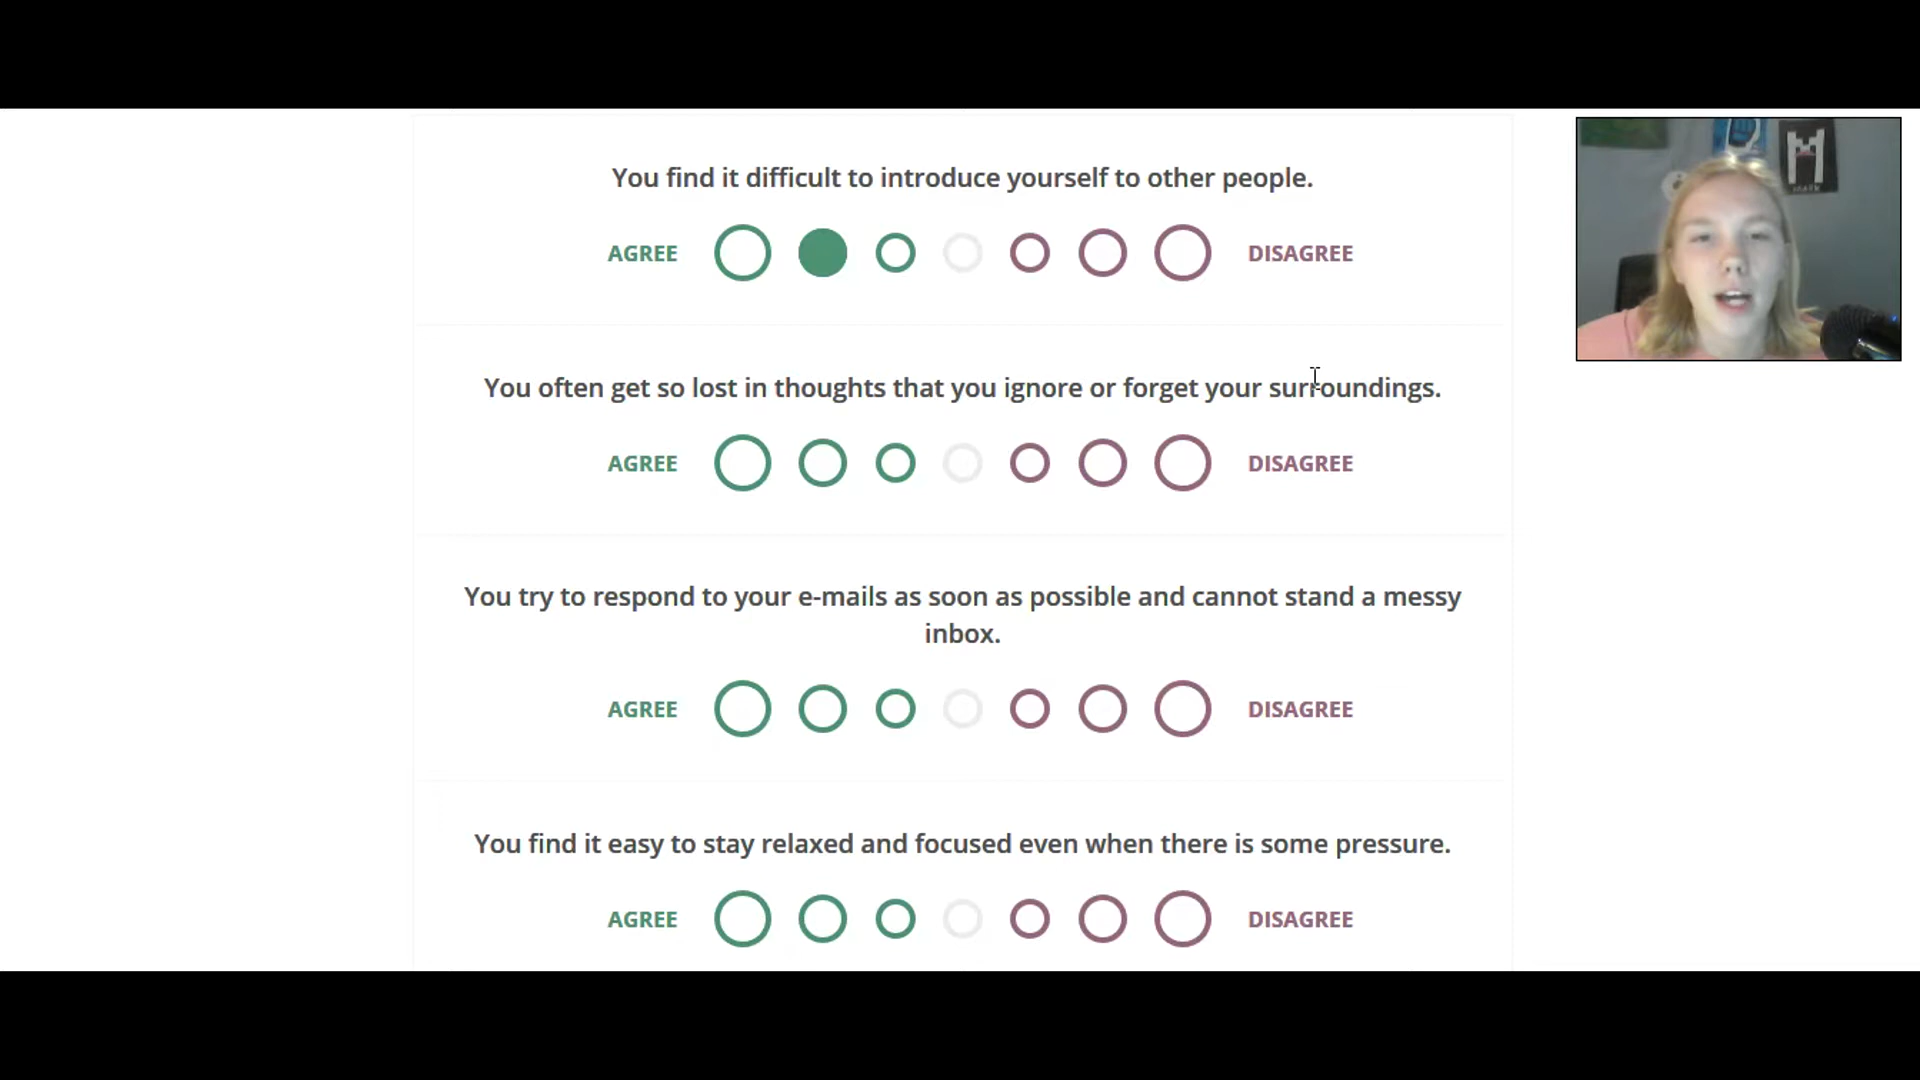 You find it difficult to introduce yourself to other people.
AGREE DISAGREE
You often get so lost in thoughts that you ignore or forget your surroundings.
AGREE DISAGREE
You try to respond to your e-mails as soon as possible and cannot stand a messy
inbox.
AGREE DISAGREE
You find it easy to stay relaxed and focused even when there is some pressure.
AGREE DISAGREE